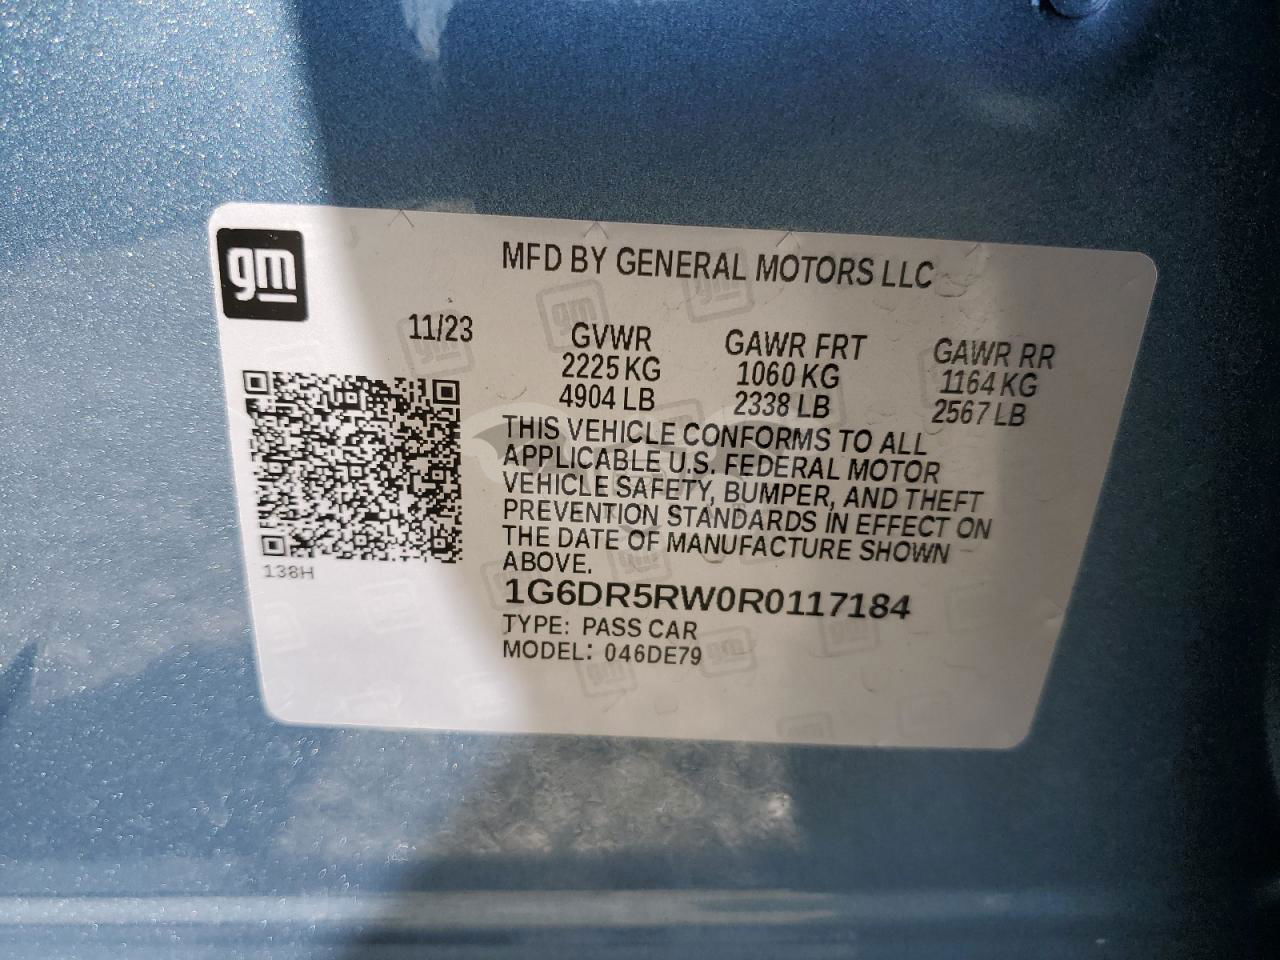 gm
MFD BY GENERAL MOTORS LLC
11/23
GVWR
2225 KG
4904 LB
GAWR FRT
1060 KG
2338 LB
GAWR RR
1164 KG
2567 LB
THIS VEHICLE CONFORMS TO ALL
APPLICABLE U.S. FEDERAL MOTOR
VEHICLE SAFETY, BUMPER, AND THEFT
PREVENTION STANDARDS IN EFFECT ON
THE DATE OF MANUFACTURE SHOWN
ABOVE.
138H
1G6DR5RW0R0117184
TYPE: PASS CAR
MODEL: 046DE79